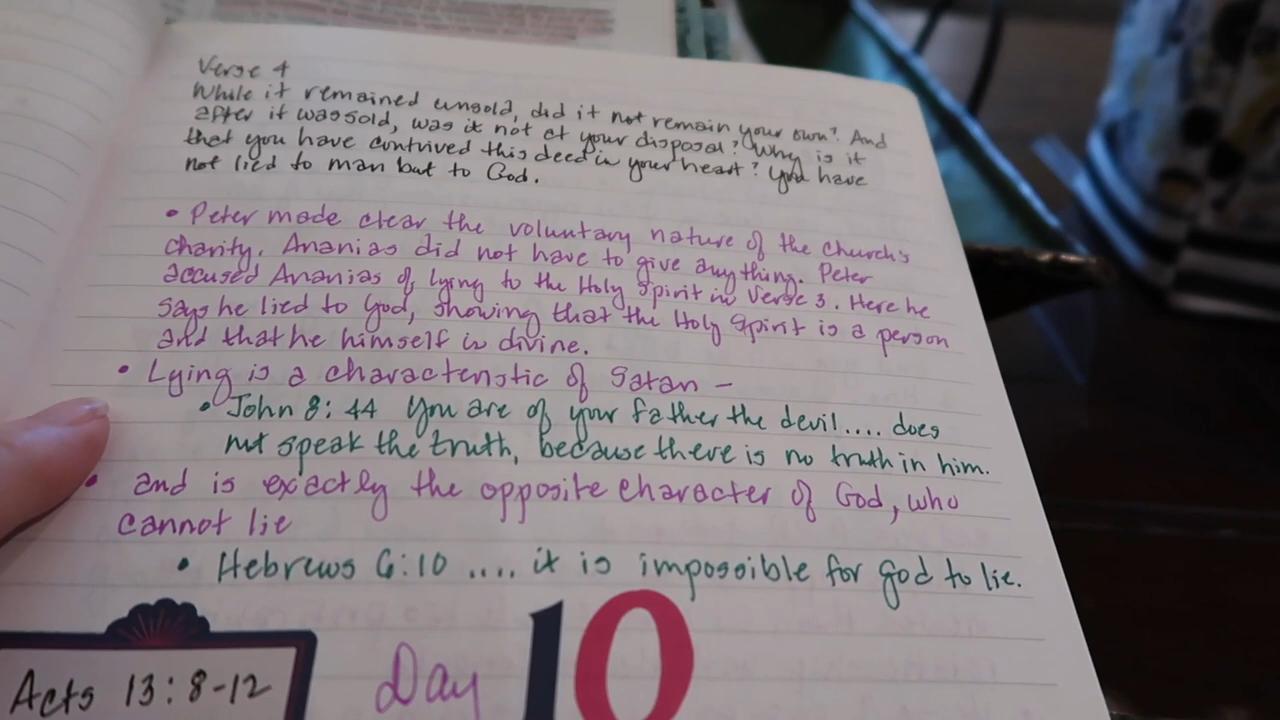 Verse 4
While it remained unsold, did it not remain your own? And
after it was sold, was it not at your disposal? Why is it
that you have contrived this deed in your heart? You have
not lied to man but to God.
• Peter made clear the voluntary nature of the Church's
charity. Ananias did not have to give anything. Peter
accused Ananias of lying to the Holy Spirit in Verse 3. Here he
says he lied to God, showing that the Holy Spirit is a person
and that he himself is divine.
• Lying is a characteristic of Satan –
• John 8:44 You are of your father the devil.... does
not speak the truth, because there is no truth in him.
• and is exactly the opposite character of God, who
cannot lie
• Hebrews 6:10 .... it is impossible for God to lie.
Acts 13:8-12
Day 10